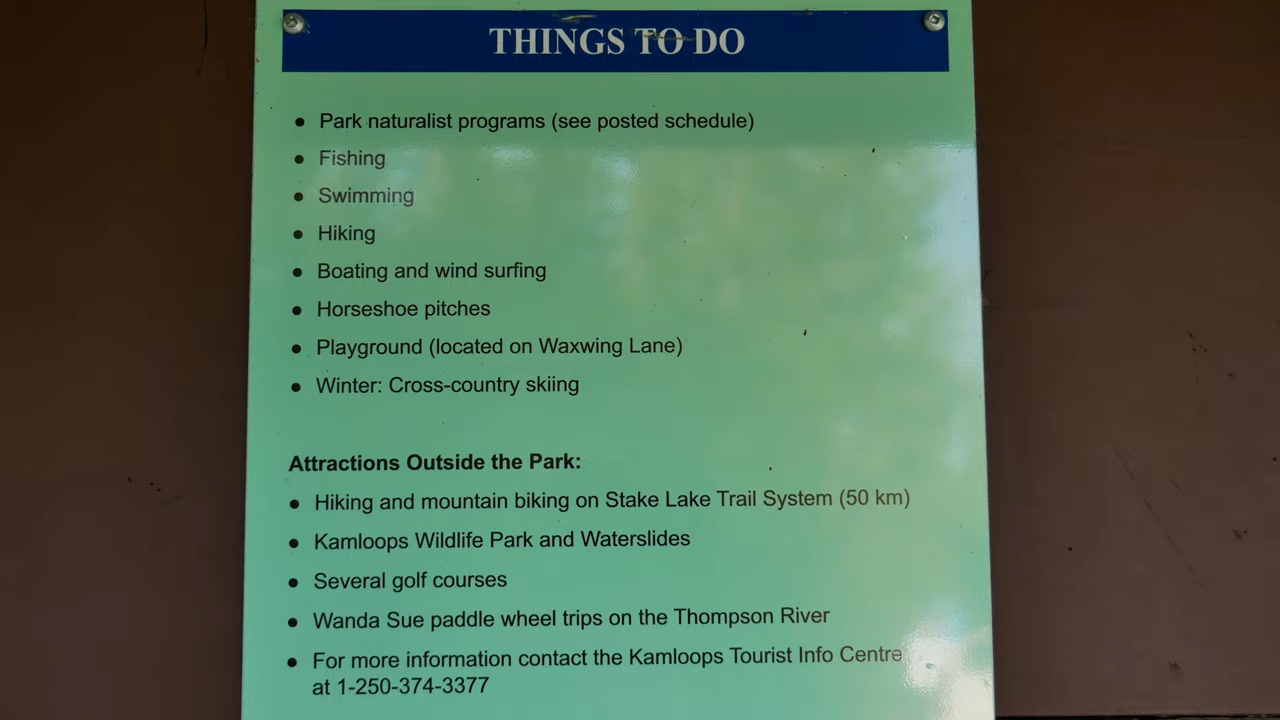 THINGS TO DO
● Park naturalist programs (see posted schedule)
● Fishing
● Swimming
● Hiking
● Boating and wind surfing
● Horseshoe pitches
● Playground (located on Waxwing Lane)
● Winter: Cross-country skiing
Attractions Outside the Park:
● Hiking and mountain biking on Stake Lake Trail System (50 km)
● Kamloops Wildlife Park and Waterslides
● Several golf courses
● Wanda Sue paddle wheel trips on the Thompson River
● For more information contact the Kamloops Tourist Info Centre
at 1-250-374-3377